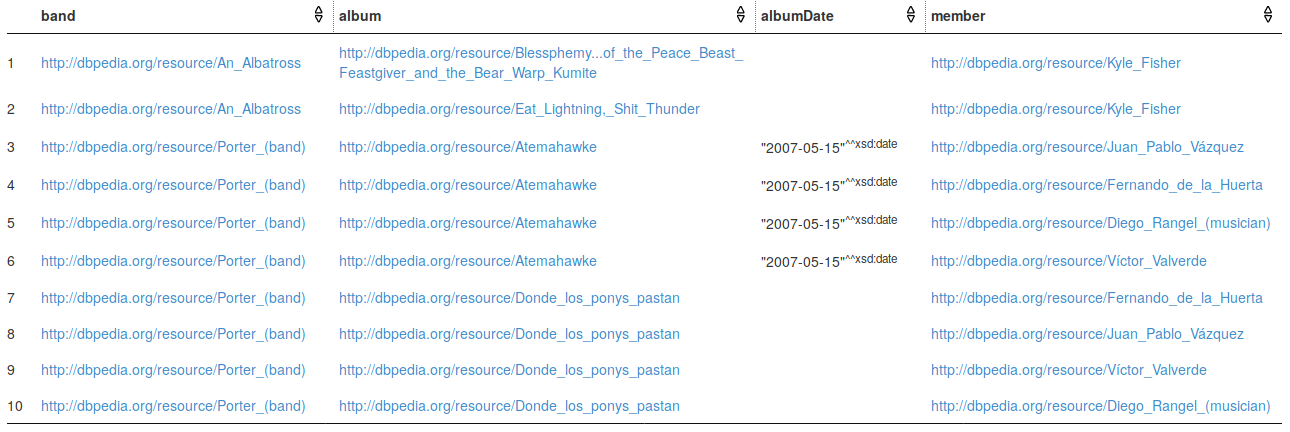 band album albumDate member
1 http://dbpedia.org/resource/An_Albatross http://dbpedia.org/resource/Blessphemy...of_the_Peace_Beast_ http://dbpedia.org/resource/Kyle_Fisher
Feastgiver_and_the_Bear_Warp_Kumite
2 http://dbpedia.org/resource/An_Albatross http://dbpedia.org/resource/Eat_Lightning,_Shit_Thunder http://dbpedia.org/resource/Kyle_Fisher
3 http://dbpedia.org/resource/Porter_(band) http://dbpedia.org/resource/Atemahawke "2007-05-15"^^xsd:date http://dbpedia.org/resource/Juan_Pablo_Vázquez
4 http://dbpedia.org/resource/Porter_(band) http://dbpedia.org/resource/Atemahawke "2007-05-15"^^xsd:date http://dbpedia.org/resource/Fernando_de_la_Huerta
5 http://dbpedia.org/resource/Porter_(band) http://dbpedia.org/resource/Atemahawke "2007-05-15"^^xsd:date http://dbpedia.org/resource/Diego_Rangel_(musician)
6 http://dbpedia.org/resource/Porter_(band) http://dbpedia.org/resource/Atemahawke "2007-05-15"^^xsd:date http://dbpedia.org/resource/Víctor_Valverde
7 http://dbpedia.org/resource/Porter_(band) http://dbpedia.org/resource/Donde_los_ponys_pastan http://dbpedia.org/resource/Fernando_de_la_Huerta
8 http://dbpedia.org/resource/Porter_(band) http://dbpedia.org/resource/Donde_los_ponys_pastan http://dbpedia.org/resource/Juan_Pablo_Vázquez
9 http://dbpedia.org/resource/Porter_(band) http://dbpedia.org/resource/Donde_los_ponys_pastan http://dbpedia.org/resource/Víctor_Valverde
10 http://dbpedia.org/resource/Porter_(band) http://dbpedia.org/resource/Donde_los_ponys_pastan http://dbpedia.org/resource/Diego_Rangel_(musician)